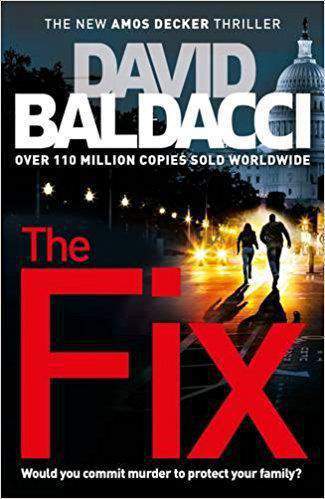 THE NEW AMOS DECKER THRILLER
DAVID
BALDACCI
OVER 110 MILLION COPIES SOLD WORLDWIDE
The
Fix
Would you commit murder to protect your family?